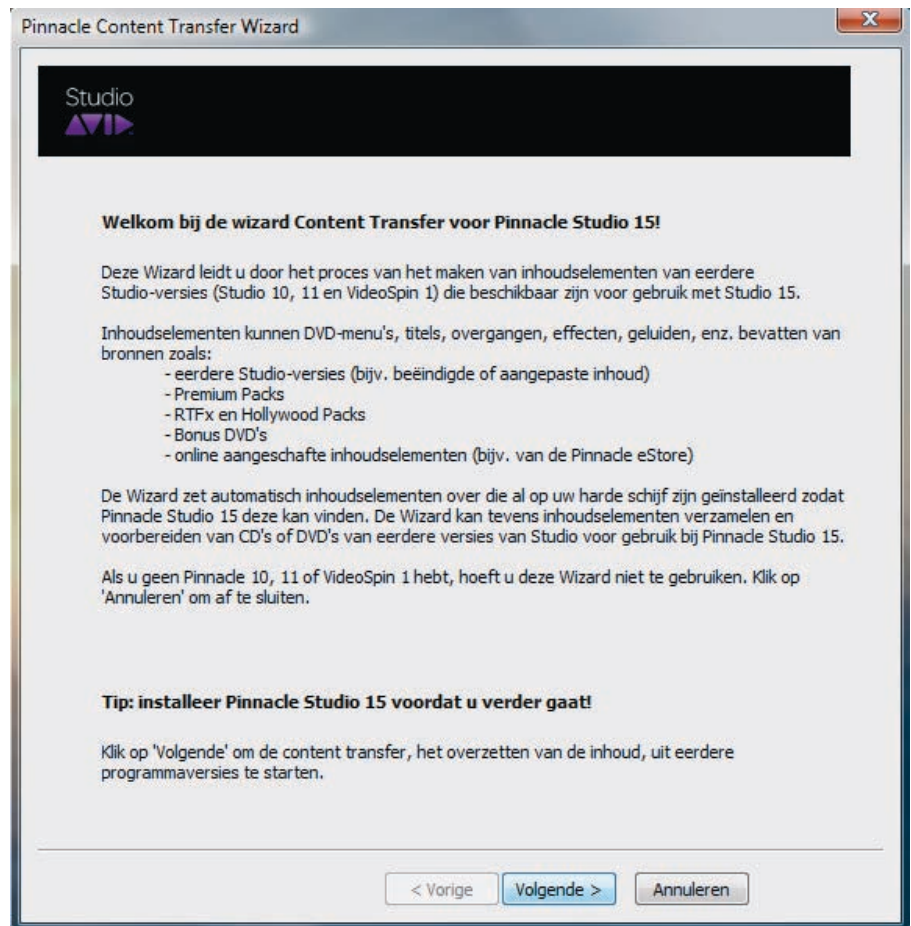 Pinnacle Content Transfer Wizard
Studio
AVID
Welkom bij de wizard Content Transfer voor Pinnacle Studio 15!
Deze Wizard leidt u door het proces van het maken van inhoudselementen van eerdere
Studio-versies (Studio 10, 11 en VideoSpin 1) die beschikbaar zijn voor gebruik met Studio 15.
Inhoudselementen kunnen DVD-menu's, titels, overgangen, effecten, geluiden, enz. bevatten van
bronnen zoals:
- eerdere Studio-versies (bijv. beëindigde of aangepaste inhoud)
- Premium Packs
- RTFx en Hollywood Packs
- Bonus DVD's
- online aangeschafte inhoudselementen (bijv. van de Pinnacle eStore)
De Wizard zet automatisch inhoudselementen over die al op uw harde schijf zijn geïnstalleerd zodat
Pinnacle Studio 15 deze kan vinden. De Wizard kan tevens inhoudselementen verzamelen en
voorbereiden van CD's of DVD's van eerdere versies van Studio voor gebruik bij Pinnacle Studio 15.
Als u geen Pinnacle 10, 11 of VideoSpin 1 hebt, hoeft u deze Wizard niet te gebruiken. Klik op
'Annuleren' om af te sluiten.
Tip: installeer Pinnacle Studio 15 voordat u verder gaat!
Klik op 'Volgende' om de content transfer, het overzetten van de inhoud, uit eerdere
programmaversies te starten.
< Vorige Volgende > Annuleren